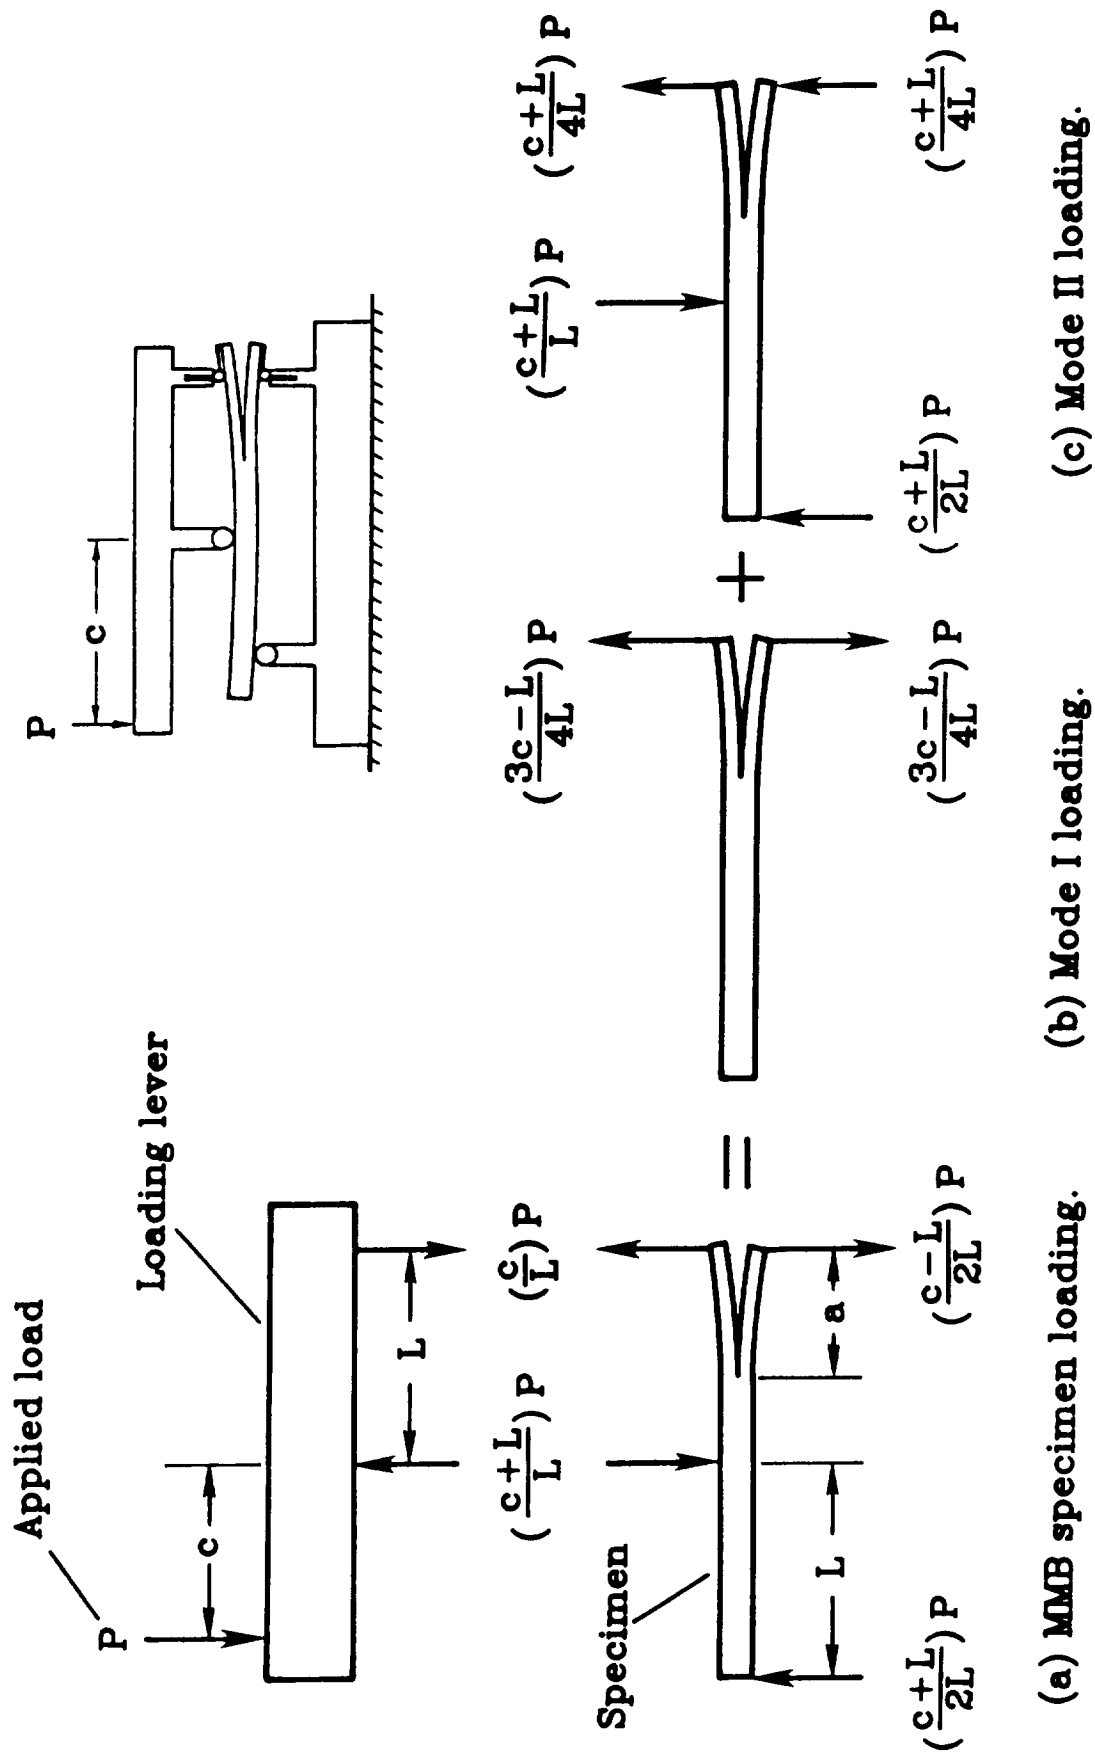 Applied load
P
c
Loading lever
L
(c+L/L) P
(c/L) P
Specimen
L
a
(c+L/2L) P
(c−L/2L) P
(a) MMB specimen loading.
=
(3c−L/4L) P
(3c−L/4L) P
(b) Mode I loading.
+
P
c
(c+L/L) P
(c+L/4L) P
(c+L/2L) P
(c+L/4L) P
(c) Mode II loading.